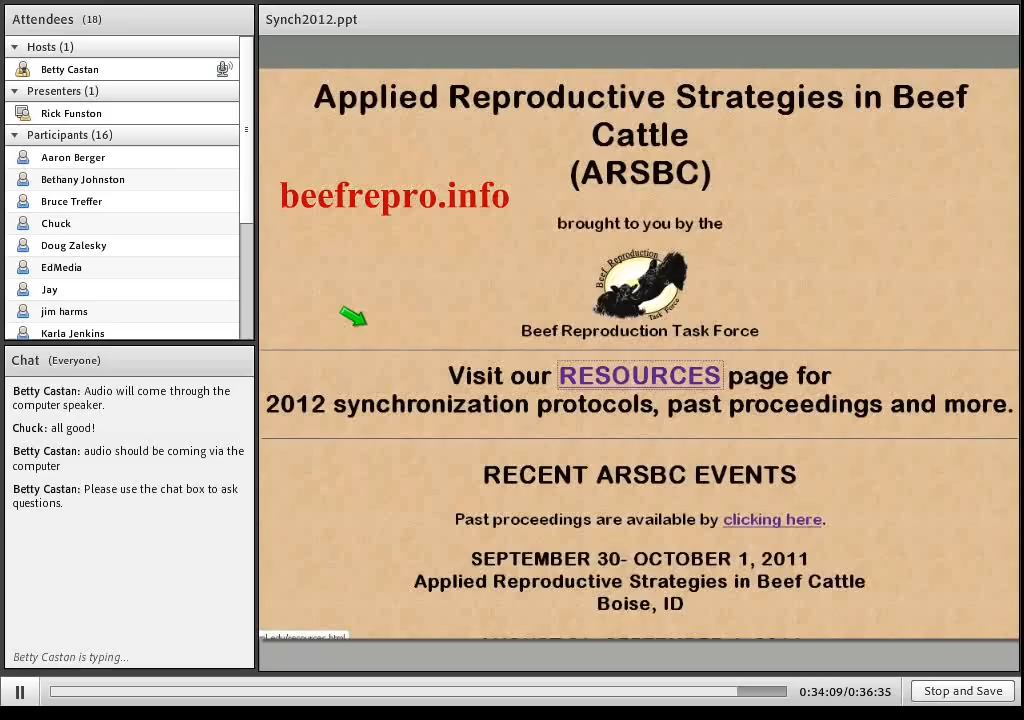 Attendees (18)
Hosts (1)
Betty Castan
Presenters (1)
Rick Funston
Participants (16)
Aaron Berger
Bethany Johnston
Bruce Treffer
Chuck
Doug Zalesky
EdMedia
Jay
jim harms
Karla Jenkins
Chat (Everyone)
Betty Castan: Audio will come through the
computer speaker.
Chuck: all good!
Betty Castan: audio should be coming via the
computer
Betty Castan: Please use the chat box to ask
questions.
Betty Castan is typing...
Synch2012.ppt
Applied Reproductive Strategies in Beef
Cattle
(ARSBC)
beefrepro.info
brought to you by the
Beef Reproduction
Task Force
Beef Reproduction Task Force
Visit our RESOURCES page for
2012 synchronization protocols, past proceedings and more.
RECENT ARSBC EVENTS
Past proceedings are available by clicking here.
SEPTEMBER 30- OCTOBER 1, 2011
Applied Reproductive Strategies in Beef Cattle
Boise, ID
0:34:09/0:36:35
Stop and Save